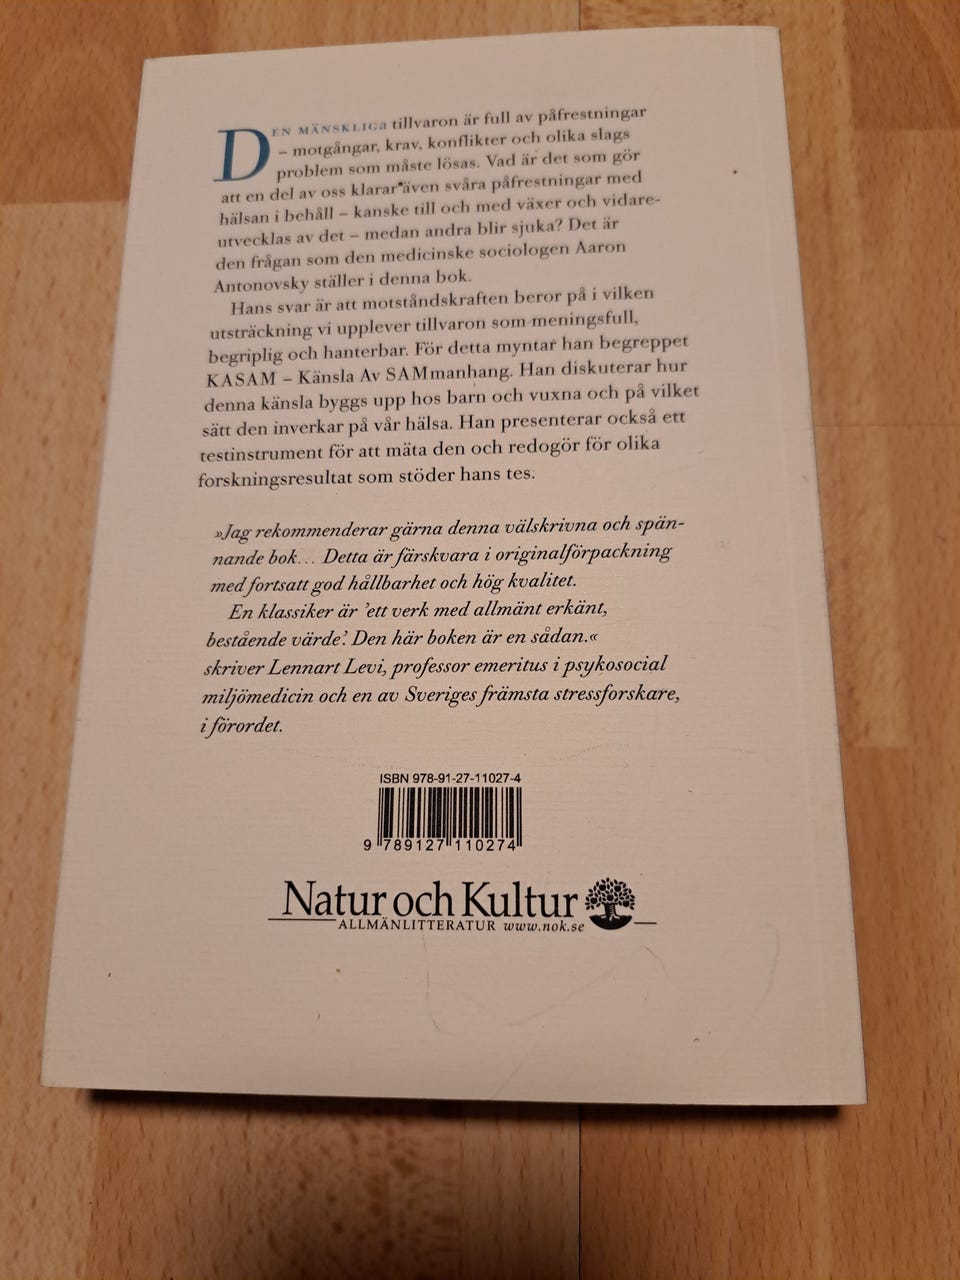 DEN MÄNSKLIGA tillvaron är full av påfrestningar
– motgångar, krav, konflikter och olika slags
problem som måste lösas. Vad är det som gör
att en del av oss klarar även svåra påfrestningar med
hälsan i behåll – kanske till och med växer och vidare-
utvecklas av det – medan andra blir sjuka? Det är
den frågan som den medicinske sociologen Aaron
Antonovsky ställer i denna bok.
Hans svar är att motståndskraften beror på i vilken
utsträckning vi upplever tillvaron som meningsfull,
begriplig och hanterbar. För detta myntar han begreppet
KASAM – Känsla Av SAMmanhang. Han diskuterar hur
denna känsla byggs upp hos barn och vuxna och på vilket
sätt den inverkar på vår hälsa. Han presenterar också ett
testinstrument för att mäta den och redogör för olika
forskningsresultat som stöder hans tes.
»Jag rekommenderar gärna denna välskrivna och spän-
nande bok... Detta är färskvara i originalförpackning
med fortsatt god hållbarhet och hög kvalitet.
En klassiker är 'ett verk med allmänt erkänt,
bestående värde'. Den här boken är en sådan.«
skriver Lennart Levi, professor emeritus i psykosocial
miljömedicin och en av Sveriges främsta stressforskare,
i förordet.
ISBN 978-91-27-11027-4
9 789127 110274
Natur och Kultur
ALLMÄNLITTERATUR www.nok.se